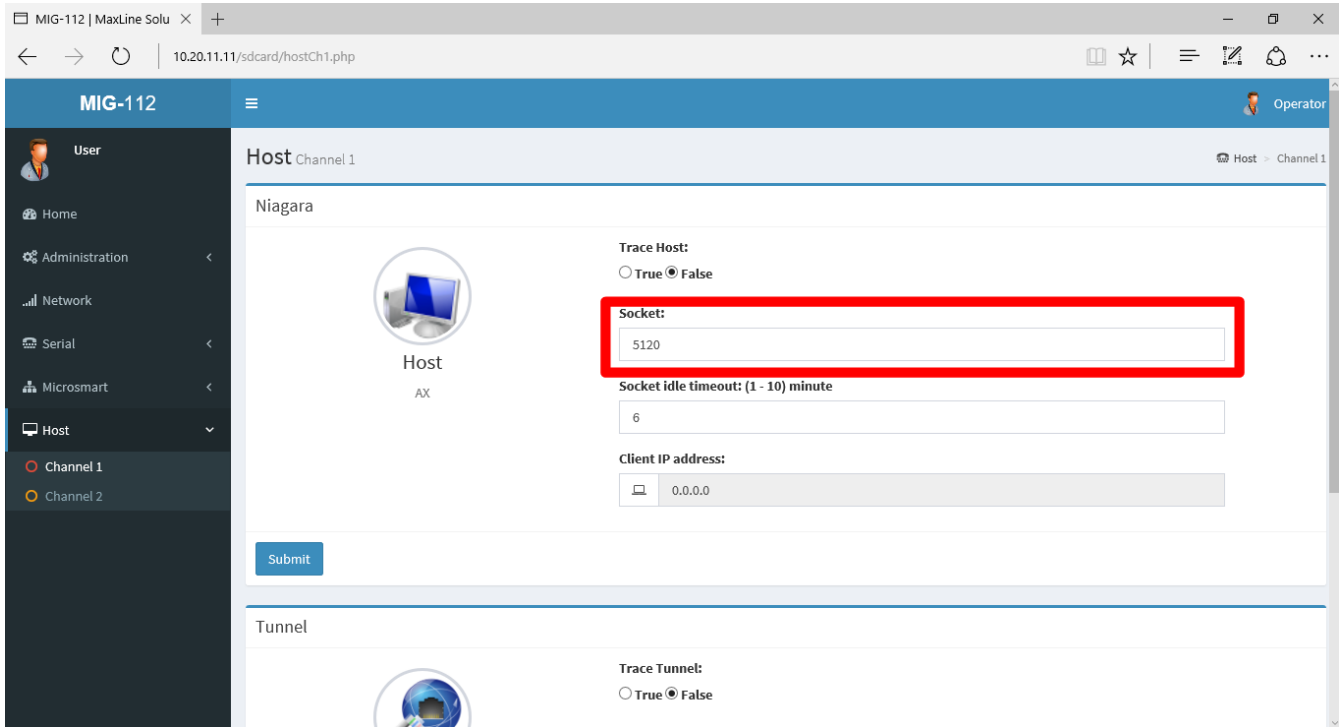 MIG-112 | MaxLine Solu
10.20.11.11/sdcard/hostCh1.php
MIG-112
Operator
User
Home
Administration
Network
Serial
Microsmart
Host
Channel 1
Channel 2
Host Channel 1
Host > Channel 1
Niagara
Host
AX
Trace Host:
True False
Socket:
5120
Socket idle timeout: (1 - 10) minute
6
Client IP address:
0.0.0.0
Submit
Tunnel
Trace Tunnel:
True False